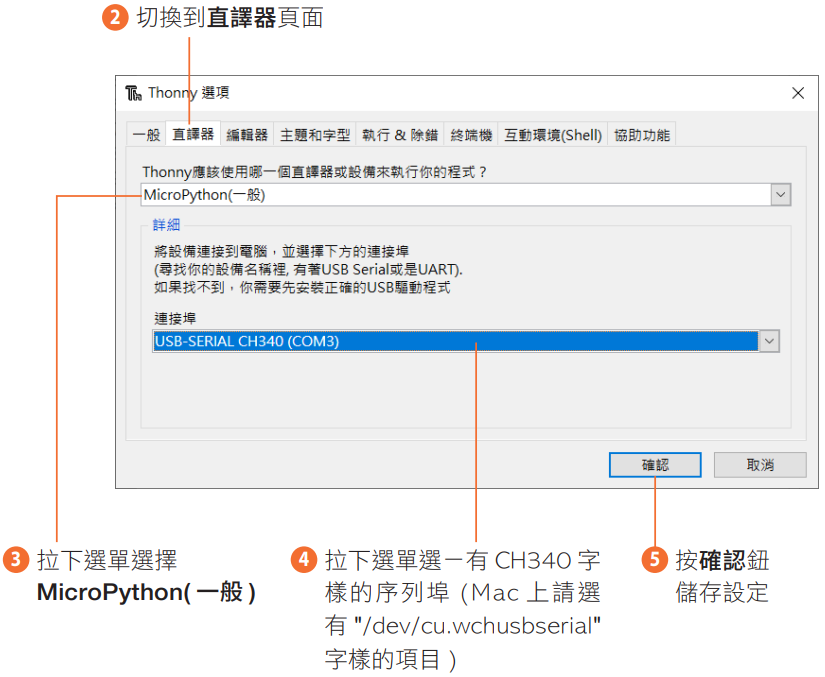 2 切換到直譯器頁面
Thonny 選項
一般 直譯器 編輯器 主題和字型 執行 & 除錯 終端機 互動環境(Shell) 協助功能
Thonny應該使用哪一個直譯器或設備來執行你的程式？
MicroPython(一般)
詳細
將設備連接到電腦，並選擇下方的連接埠
(尋找你的設備名稱裡, 有著USB Serial或是UART).
如果找不到，你需要先安裝正確的USB驅動程式
連接埠
USB-SERIAL CH340 (COM3)
確認 取消
3 拉下選單選擇
MicroPython( 一般 )
4 拉下選單選一有 CH340 字
樣的序列埠 (Mac 上請選
有 "/dev/cu.wchusbserial"
字樣的項目 )
5 按確認鈕
儲存設定